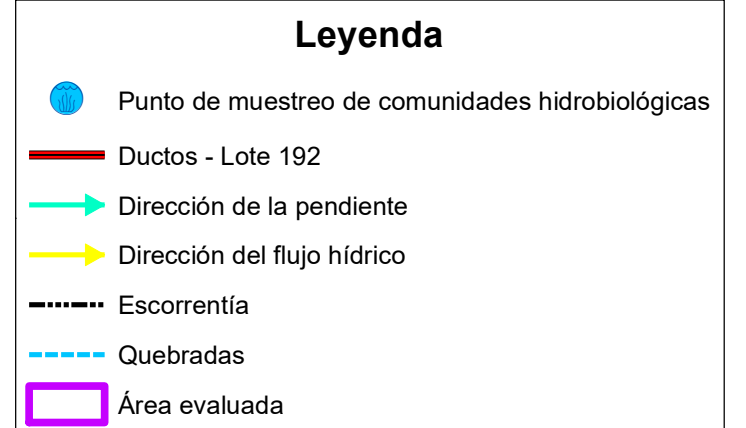 Leyenda
Punto de muestreo de comunidades hidrobiológicas
Ductos - Lote 192
Dirección de la pendiente
Dirección del flujo hídrico
Escorrentía
Quebradas
Área evaluada